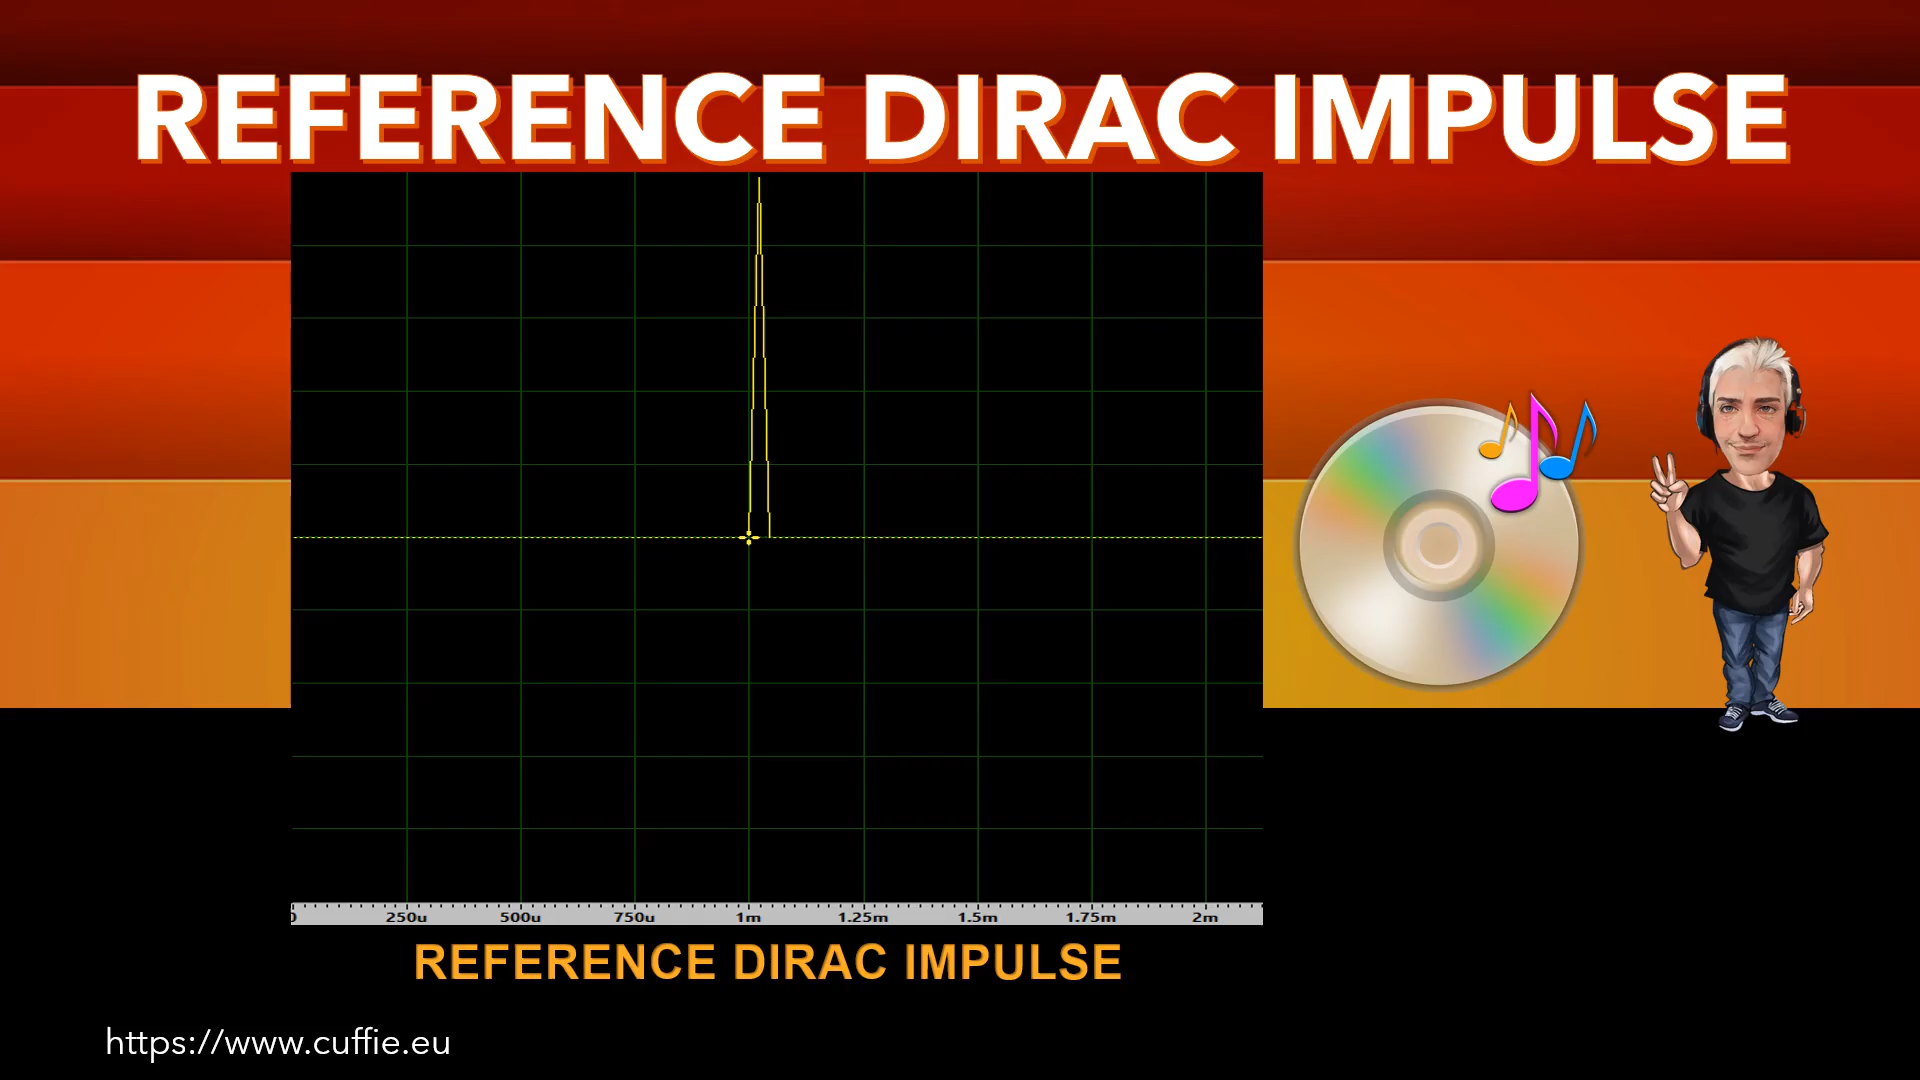 REFERENCE DIRAC IMPULSE
0 250u 500u 750u 1m 1.25m 1.5m 1.75m 2m
REFERENCE DIRAC IMPULSE
https://www.cuffie.eu